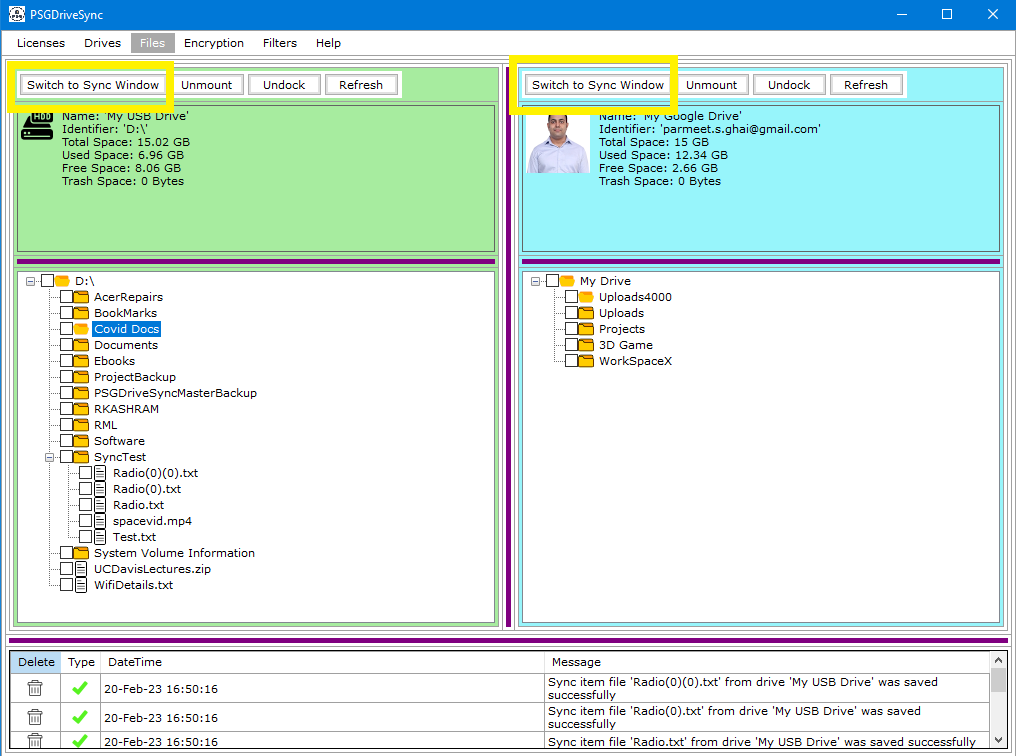 PSGDriveSync
Licenses Drives Files Encryption Filters Help
Switch to Sync Window Unmount Undock Refresh
HDD
Name: 'My USB Drive'
Identifier: 'D:\'
Total Space: 15.02 GB
Used Space: 6.96 GB
Free Space: 8.06 GB
Trash Space: 0 Bytes
D:\
AcerRepairs
BookMarks
Covid Docs
Documents
Ebooks
ProjectBackup
PSGDriveSyncMasterBackup
RKASHRAM
RML
Software
SyncTest
Radio(0)(0).txt
Radio(0).txt
Radio.txt
spacevid.mp4
Test.txt
System Volume Information
UCDavisLectures.zip
WifiDetails.txt
Switch to Sync Window Unmount Undock Refresh
Name: 'My Google Drive'
Identifier: 'parmeet.s.ghai@gmail.com'
Total Space: 15 GB
Used Space: 12.34 GB
Free Space: 2.66 GB
Trash Space: 0 Bytes
My Drive
Uploads4000
Uploads
Projects
3D Game
WorkSpaceX
Delete Type DateTime Message
20-Feb-23 16:50:16 Sync item file 'Radio(0)(0).txt' from drive 'My USB Drive' was saved
successfully
20-Feb-23 16:50:16 Sync item file 'Radio(0).txt' from drive 'My USB Drive' was saved
successfully
20-Feb-23 16:50:16 Sync item file 'Radio.txt' from drive 'My USB Drive' was saved successfully